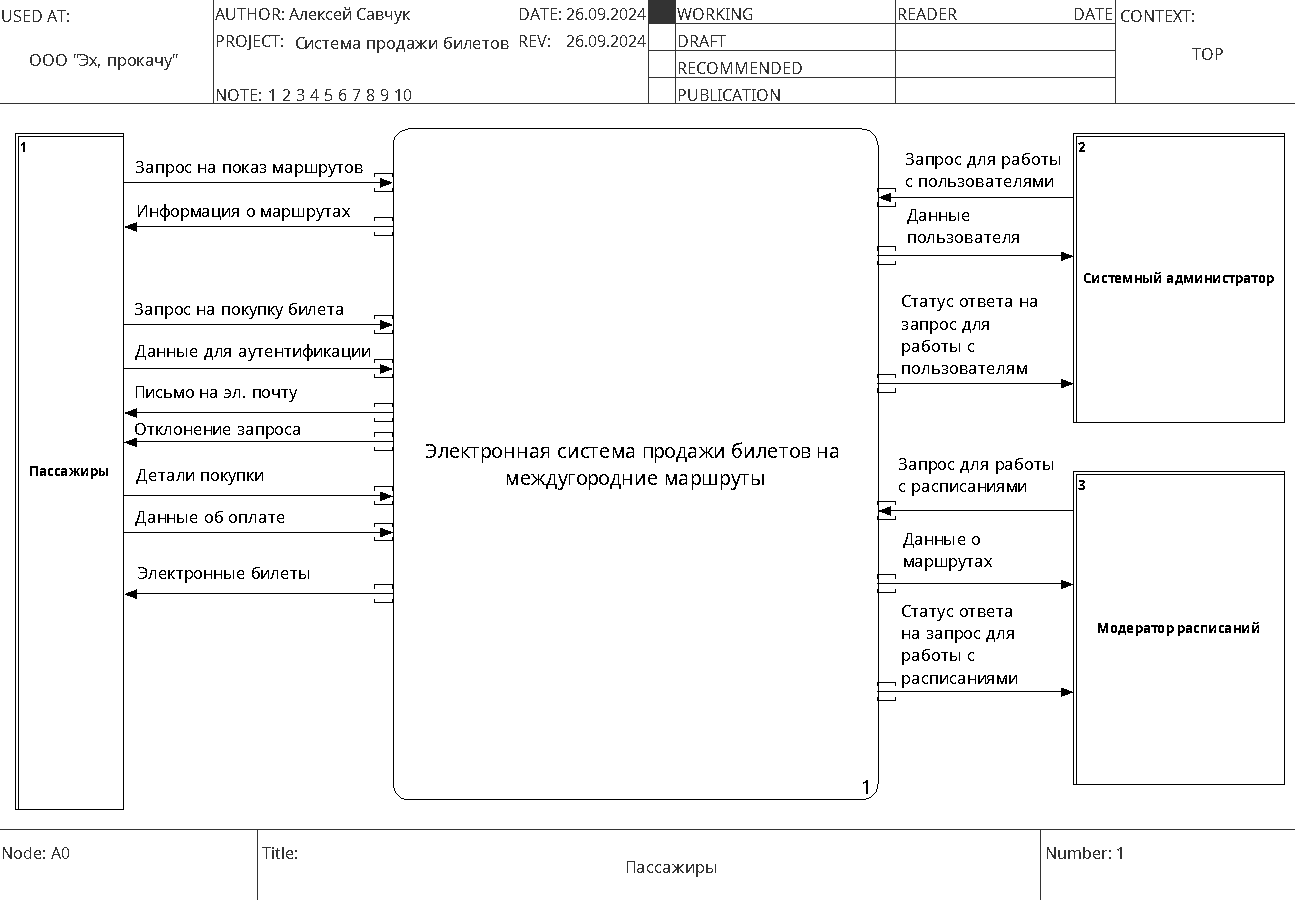 USED AT:
ООО "Эх, прокачу"
AUTHOR: Алексей Савчук
DATE: 26.09.2024
PROJECT: Система продажи билетов
REV: 26.09.2024
NOTE: 1 2 3 4 5 6 7 8 9 10
WORKING
DRAFT
RECOMMENDED
PUBLICATION
READER
DATE
CONTEXT:
TOP
1
Пассажиры
Запрос на показ маршрутов
Информация о маршрутах
Запрос на покупку билета
Данные для аутентификации
Письмо на эл. почту
Отклонение запроса
Детали покупки
Данные об оплате
Электронные билеты
Электронная система продажи билетов на
междугородние маршруты
1
Запрос для работы
с пользователями
Данные
пользователя
Статус ответа на
запрос для
работы с
пользователям
2
Системный администратор
Запрос для работы
с расписаниями
Данные о
маршрутах
Статус ответа
на запрос для
работы с
расписаниями
3
Модератор расписаний
Node: A0
Title:
Пассажиры
Number: 1